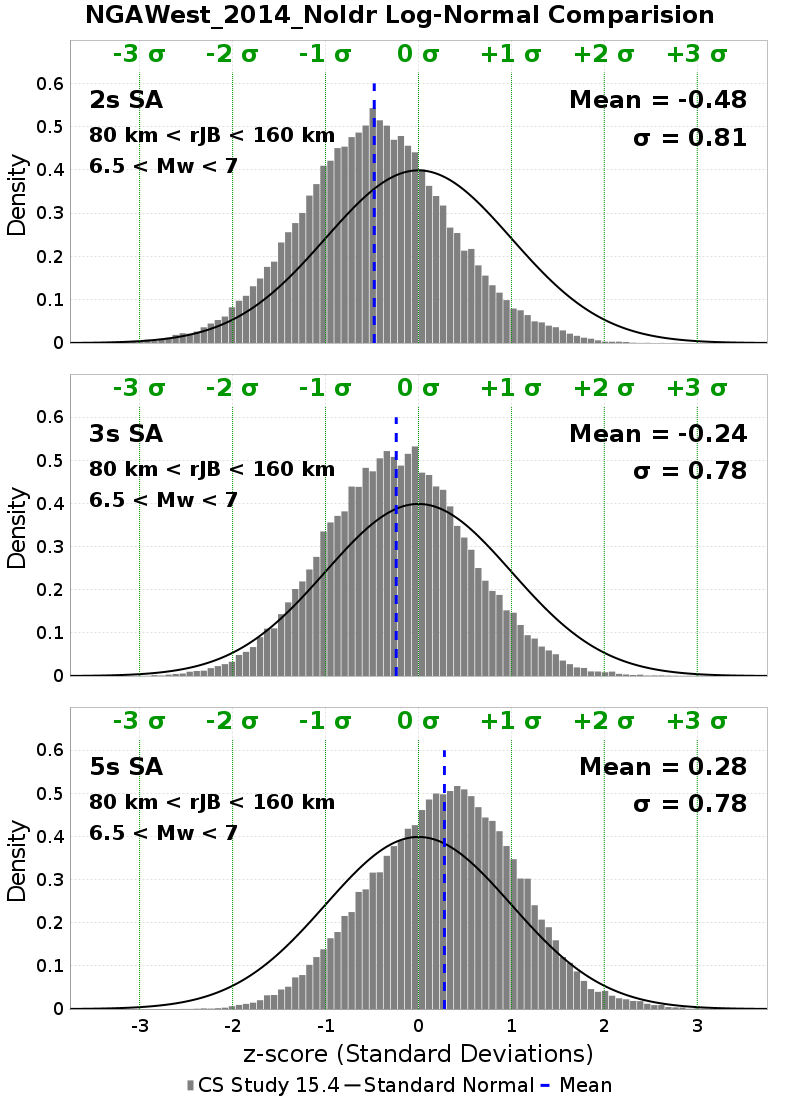 NGAWest_2014_NoIdr Log-Normal Comparision
-3 σ -2 σ -1 σ 0 σ +1 σ +2 σ +3 σ
0.6
2s SA Mean = -0.48
0.5
80 km < rJB < 160 km σ = 0.81
6.5 < Mw < 7
0.4
0.3
Density
0.2
0.1
0
-3 σ -2 σ -1 σ 0 σ +1 σ +2 σ +3 σ
0.6
3s SA Mean = -0.24
0.5
80 km < rJB < 160 km σ = 0.78
6.5 < Mw < 7
0.4
0.3
Density
0.2
0.1
0
-3 σ -2 σ -1 σ 0 σ +1 σ +2 σ +3 σ
0.6
5s SA Mean = 0.28
0.5
80 km < rJB < 160 km σ = 0.78
6.5 < Mw < 7
0.4
0.3
Density
0.2
0.1
0
-3 -2 -1 0 1 2 3
z-score (Standard Deviations)
CS Study 15.4 Standard Normal Mean